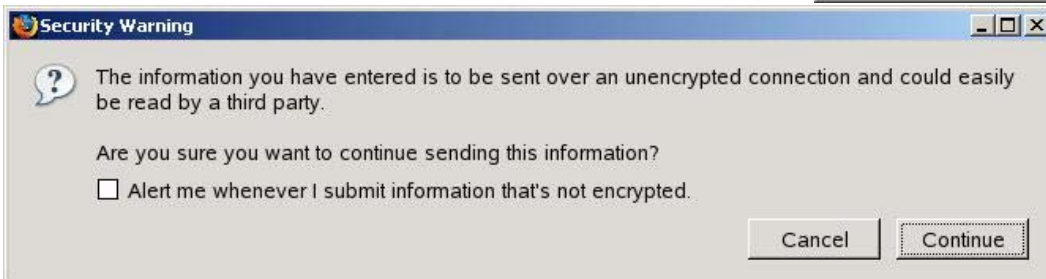 Security Warning
The information you have entered is to be sent over an unencrypted connection and could easily
be read by a third party.
Are you sure you want to continue sending this information?
Alert me whenever I submit information that's not encrypted.
Cancel Continue